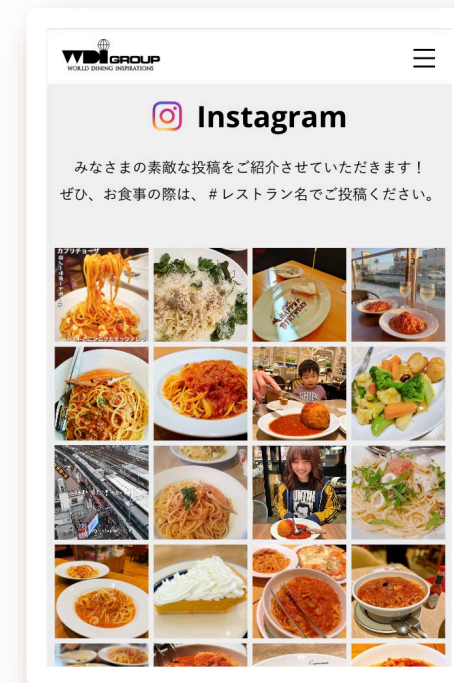 WDI GROUP
WORLD DINING INSPIRATIONS
Instagram
みなさまの素敵な投稿をご紹介させていただきます！
ぜひ、お食事の際は、＃レストラン名でご投稿ください。
カプリチョーザ